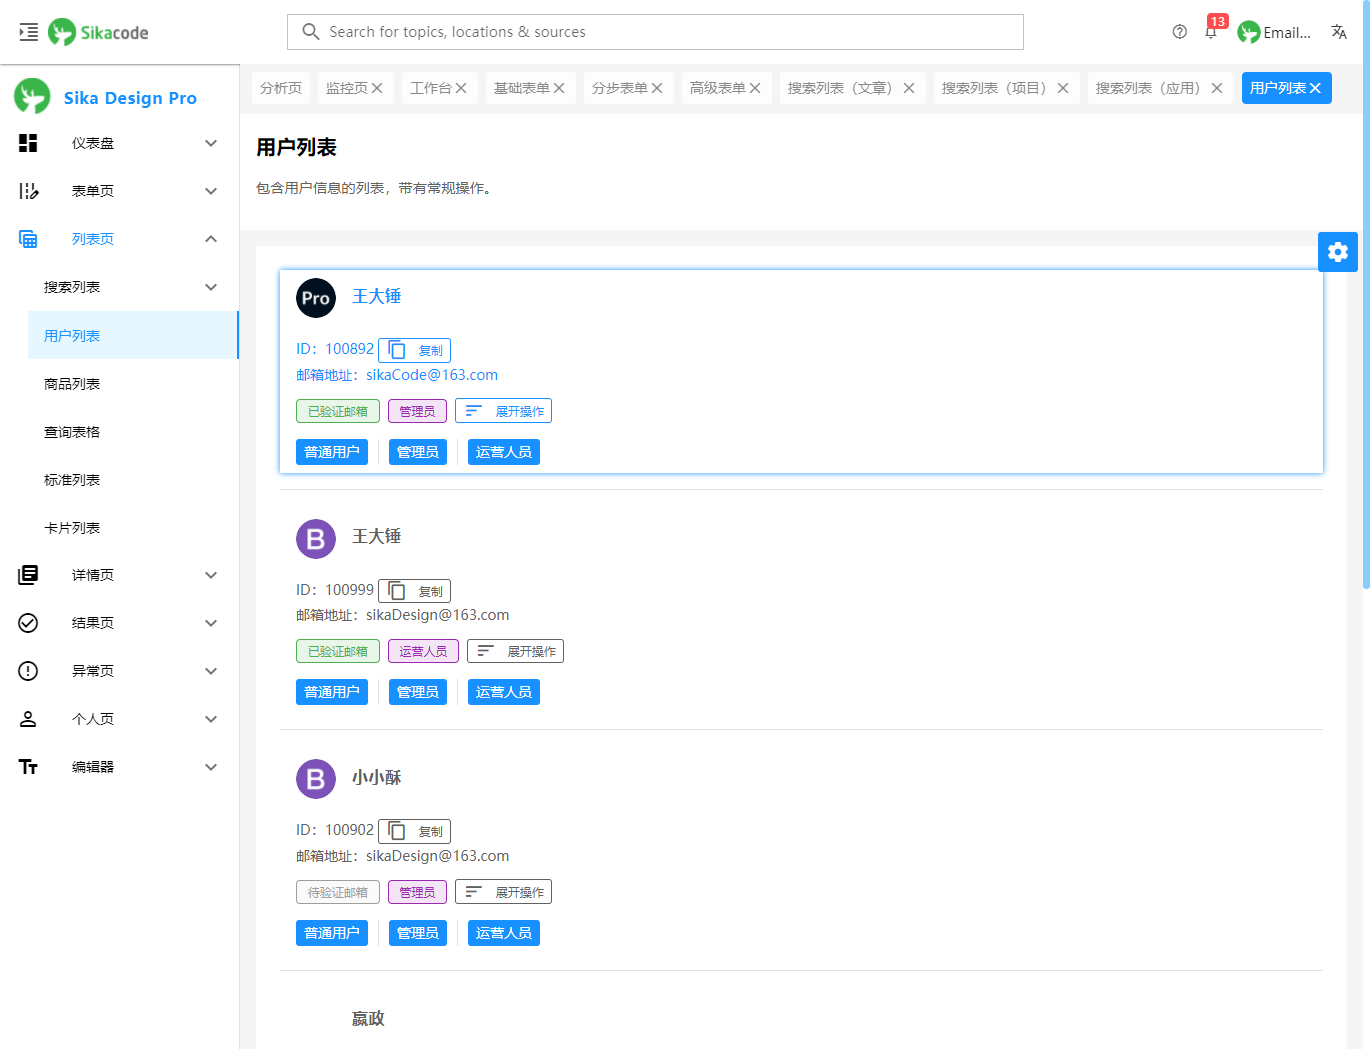 Sikacode
Search for topics, locations & sources
13
Email...
Sika Design Pro
仪表盘
表单页
列表页
搜索列表
用户列表
商品列表
查询表格
标准列表
卡片列表
详情页
结果页
异常页
个人页
编辑器
分析页 监控页 工作台 基础表单 分步表单 高级表单 搜索列表（文章） 搜索列表（项目） 搜索列表（应用） 用户列表
用户列表
包含用户信息的列表，带有常规操作。
Pro 王大锤
ID：100892 复制
邮箱地址：sikaCode@163.com
已验证邮箱 管理员 展开操作
普通用户 管理员 运营人员
B 王大锤
ID：100999 复制
邮箱地址：sikaDesign@163.com
已验证邮箱 运营人员 展开操作
普通用户 管理员 运营人员
B 小小酥
ID：100902 复制
邮箱地址：sikaDesign@163.com
待验证邮箱 管理员 展开操作
普通用户 管理员 运营人员
嬴政